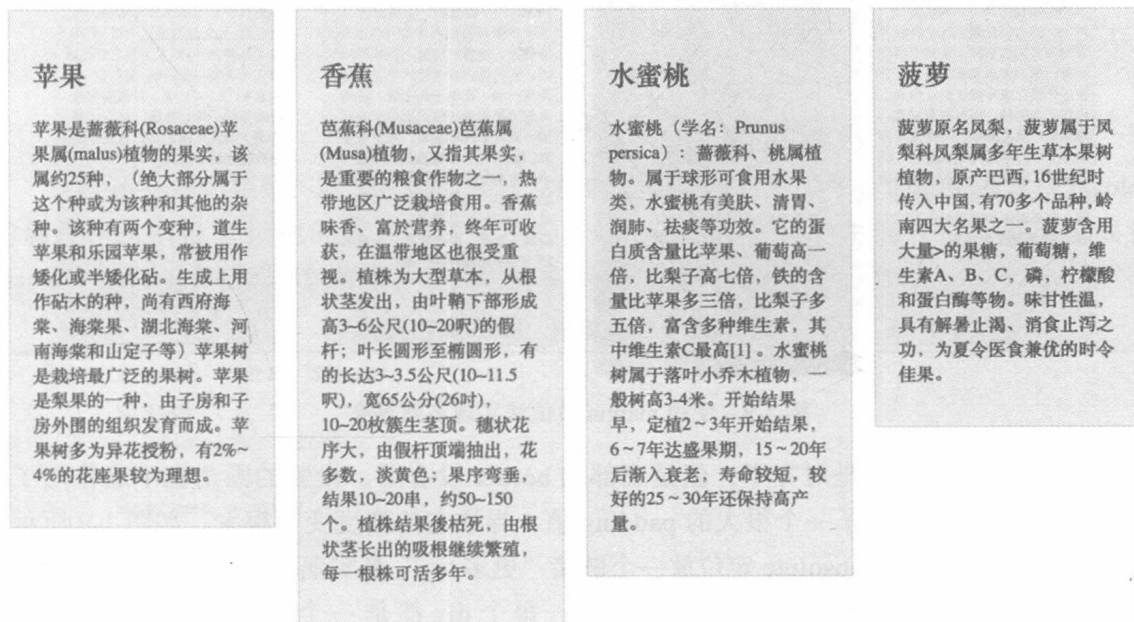 苹果
苹果是蔷薇科(Rosaceae)苹
果属(malus)植物的果实，该
属约25种，（绝大部分属于
这个种或为该种和其他的杂
种。该种有两个变种，道生
苹果和乐园苹果，常被用作
矮化或半矮化砧。生成上用
作砧木的种，尚有西府海
棠、海棠果、湖北海棠、河
南海棠和山定子等）苹果树
是栽培最广泛的果树。苹果
是梨果的一种，由子房和子
房外围的组织发育而成。苹
果树多为异花授粉，有2%~
4%的花座果较为理想。
香蕉
芭蕉科(Musaceae)芭蕉属
(Musa)植物，又指其果实，
是重要的粮食作物之一，热
带地区广泛栽培食用。香蕉
味香、富於营养，终年可收
获，在温带地区也很受重
视。植株为大型草本，从根
状茎发出，由叶鞘下部形成
高3~6公尺(10~20呎)的假
杆；叶长圆形至椭圆形，有
的长达3~3.5公尺(10~11.5
呎)，宽65公分(26吋)，
10~20枚簇生茎顶。穗状花
序大，由假杆顶端抽出，花
多数，淡黄色；果序弯垂，
结果10~20串，约50~150
个。植株结果後枯死，由根
状茎长出的吸根继续繁殖，
每一根株可活多年。
水蜜桃
水蜜桃（学名：Prunus
persica）：蔷薇科、桃属植
物。属于球形可食用水果
类，水蜜桃有美肤、清胃、
润肺、祛痰等功效。它的蛋
白质含量比苹果、葡萄高一
倍，比梨子高七倍，铁的含
量比苹果多三倍，比梨子多
五倍，富含多种维生素，其
中维生素C最高[1] 。水蜜桃
树属于落叶小乔木植物，一
般树高3-4米。开始结果
早，定植2～3年开始结果，
6～7年达盛果期，15～20年
后渐入衰老，寿命较短，较
好的25～30年还保持高产
量。
菠萝
菠萝原名凤梨，菠萝属于凤
梨科凤梨属多年生草本果树
植物，原产巴西,16世纪时
传入中国,有70多个品种,岭
南四大名果之一。菠萝含用
大量>的果糖，葡萄糖，维
生素A、B、C，磷，柠檬酸
和蛋白酶等物。味甘性温,
具有解暑止渴、消食止泻之
功，为夏令医食兼优的时令
佳果。